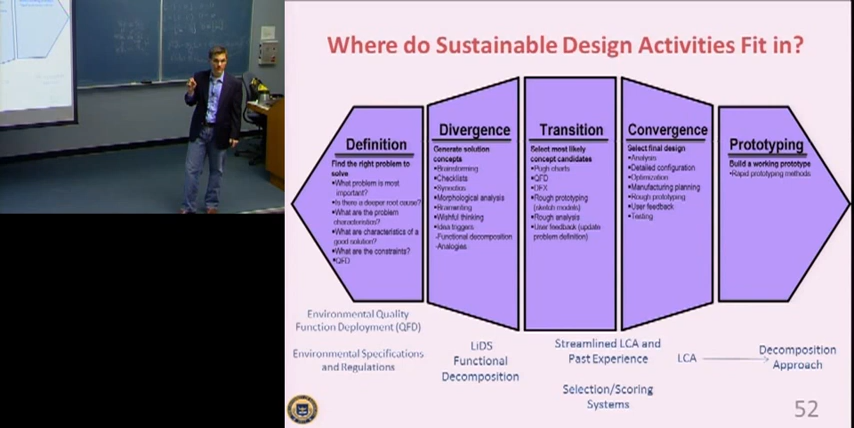 Where do Sustainable Design Activities Fit in?
Definition
Find the right problem to
solve
•What problem is most
important?
•Is there a deeper root cause?
•What are the problem
characteristics?
•What are characteristics of a
good solution?
•What are the constraints?
•QFD
Divergence
Generate solution
concepts
•Brainstorming
•Checklists
•Synectics
•Morphological analysis
•Brainwriting
•Wishful thinking
•Idea triggers
-Functional decomposition
-Analogies
Transition
Select most likely
concept candidates
•Pugh charts
•QFD
•DFX
•Rough prototyping
(sketch models)
•Rough analysis
•User feedback (update
problem definition)
Convergence
Select final design
•Analysis
•Detailed configuration
•Optimization
•Manufacturing planning
•Rough prototyping
•User feedback
•Testing
Prototyping
Build a working prototype
•Rapid prototyping methods
Environmental Quality
Function Deployment (QFD)
Environmental Specifications
and Regulations
LiDS
Functional
Decomposition
Streamlined LCA and
Past Experience
Selection/Scoring
Systems
LCA
Decomposition
Approach
52